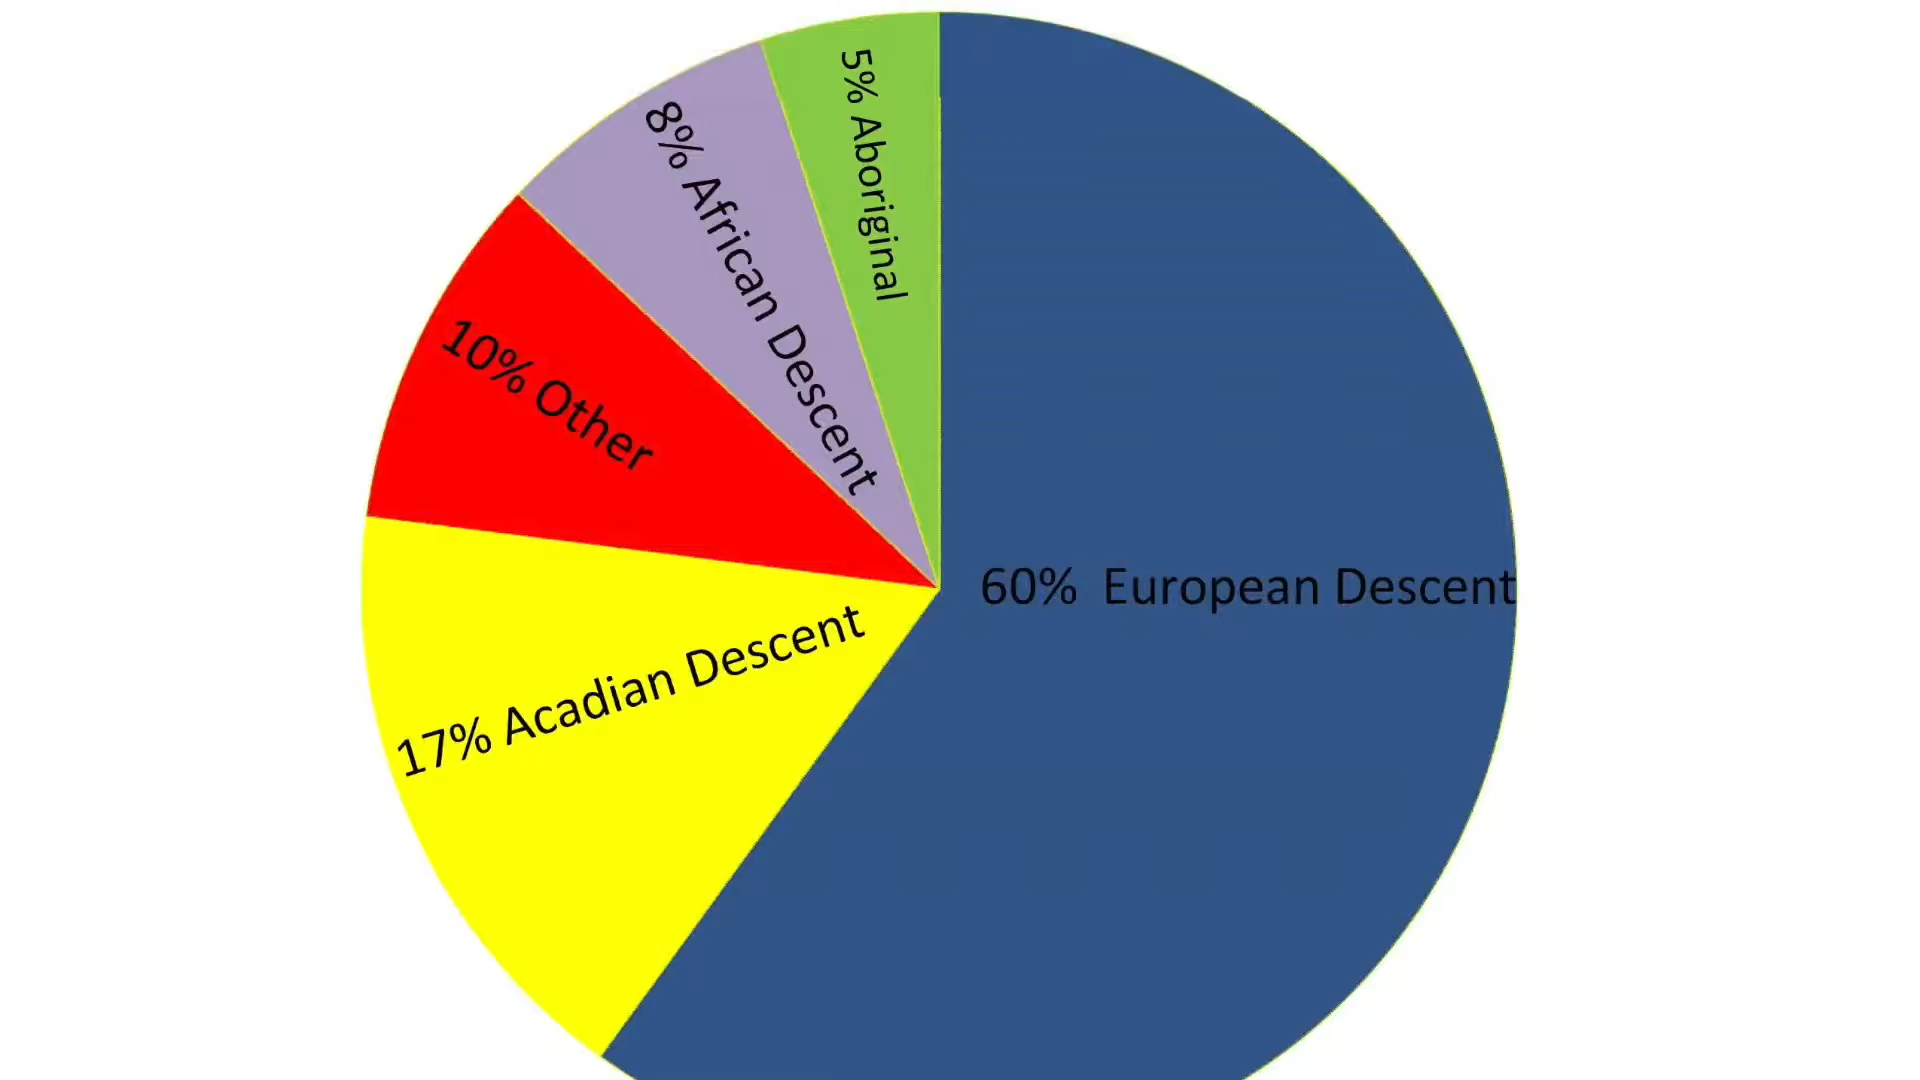 5% Aboriginal
8% African Descent
10% Other
60% European Descent
17% Acadian Descent